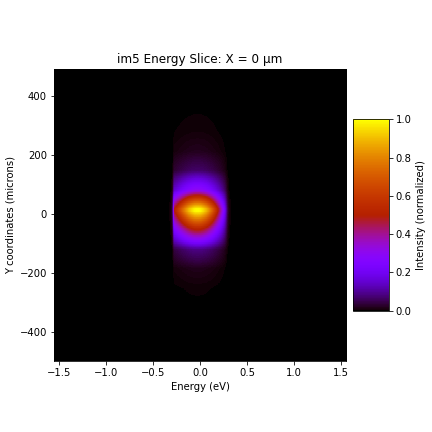 im5 Energy Slice: X = 0 μm
Y coordinates (microns)
400
200
0
−200
−400
−1.5 −1.0 −0.5 0.0 0.5 1.0 1.5
Energy (eV)
1.0
0.8
0.6
0.4
0.2
0.0
Intensity (normalized)